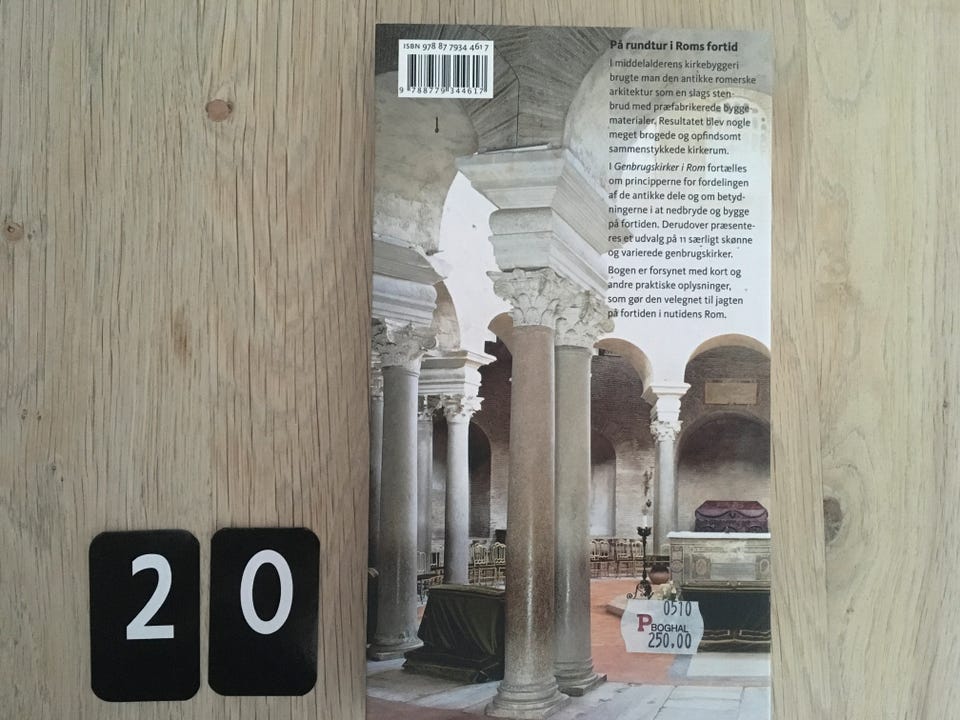 ISBN 978 87 7934 461 7
9 788779 344617
På rundtur i Roms fortid
I middelalderens kirkebyggeri
brugte man den antikke romerske
arkitektur som en slags sten-
brud med præfabrikerede bygge-
materialer. Resultatet blev nogle
meget brogede og opfindsomt
sammenstykkede kirkerum.
I Genbrugskirker i Rom fortælles
om principperne for fordelingen
af de antikke dele og om betyd-
ningerne i at nedbryde og bygge
på fortiden. Derudover præsente-
res et udvalg på 11 særligt skønne
og varierede genbrugskirker.
Bogen er forsynet med kort og
andre praktiske oplysninger,
som gør den velegnet til jagten
på fortiden i nutidens Rom.
0510
P BOGHAL
250,00
20